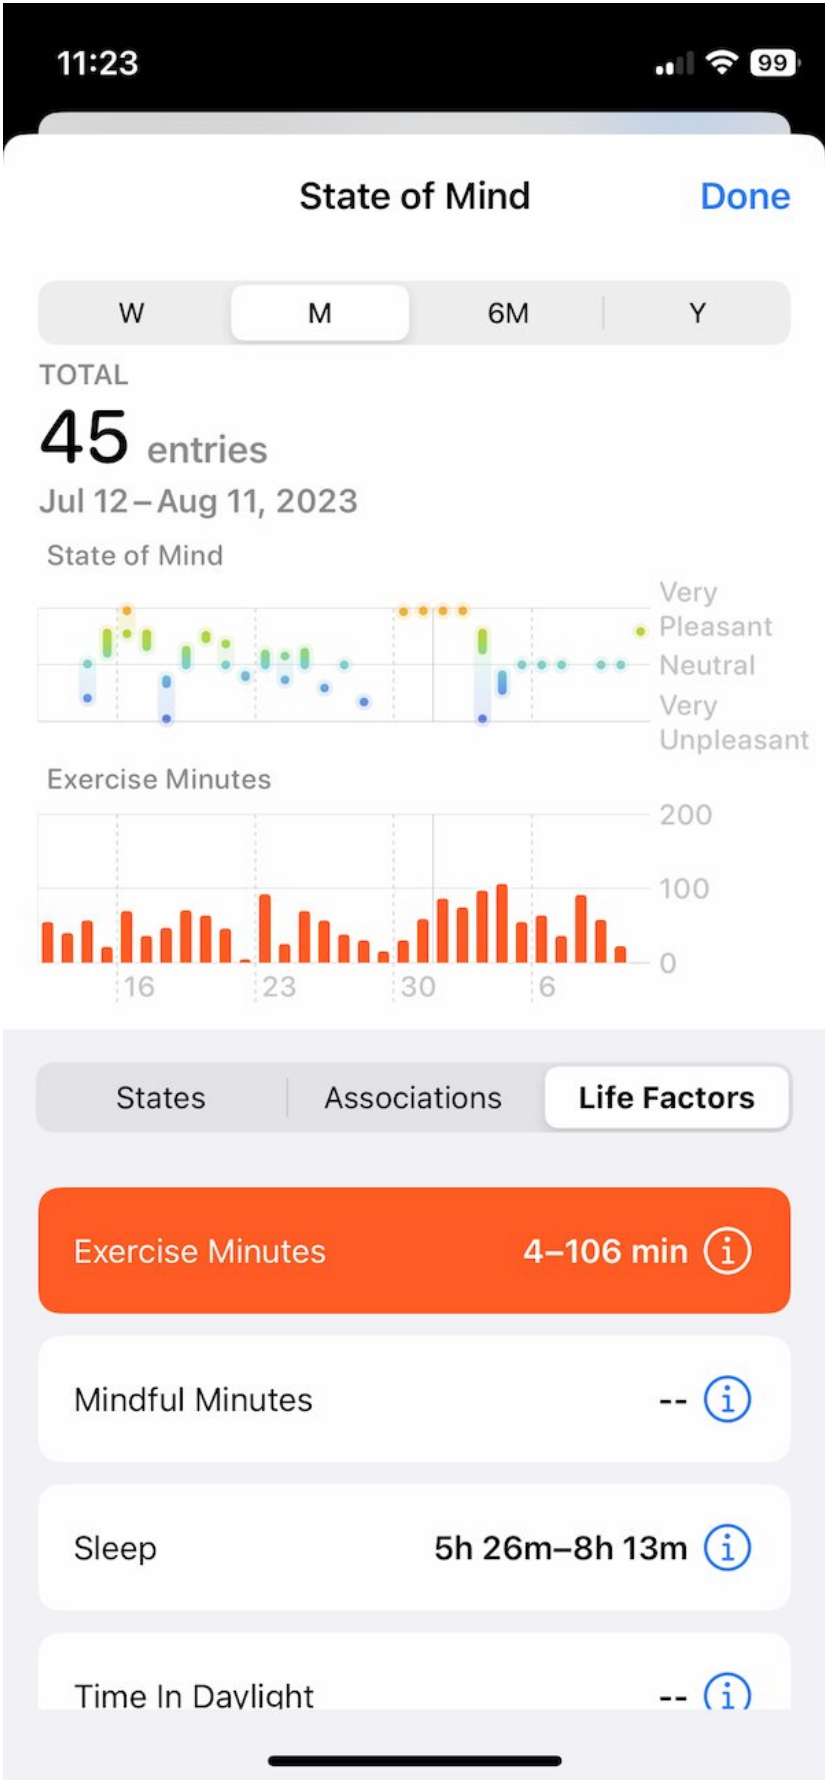 11:23
99
State of Mind
Done
W
M
6M
Y
TOTAL
45 entries
Jul 12–Aug 11, 2023
State of Mind
Very
Pleasant
Neutral
Very
Unpleasant
Exercise Minutes
200
100
0
16
23
30
6
States
Associations
Life Factors
Exercise Minutes
4–106 min
Mindful Minutes
--
Sleep
5h 26m–8h 13m
Time In Daylight
--